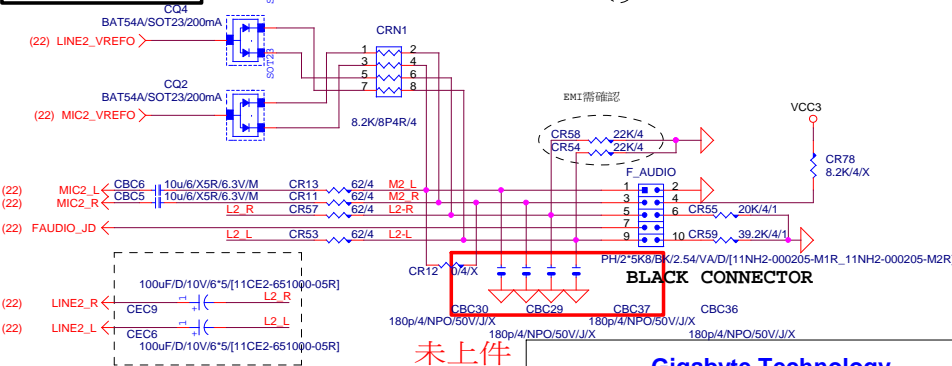 CQ4
BAT54A/SOT23/200mA
(22) LINE2_VREFO
SOT23
CRN1
1 2
3 4
5 6
7 8
8.2K/8P4R/4
CQ2
BAT54A/SOT23/200mA
(22) MIC2_VREFO
EMI需確認
CR58 22K/4
CR54 22K/4
VCC3
CR78
8.2K/4/X
F_AUDIO
(22) MIC2_L CBC6 10u/6/X5R/6.3V/M CR13 62/4 M2_L 1 2
(22) MIC2_R CBC5 10u/6/X5R/6.3V/M CR11 62/4 M2_R 3 4
L2_R CR57 62/4 L2-R 5 6 CR55 20K/4/1
(22) FAUDIO_JD 7
L2_L CR53 62/4 L2-L 9 10 CR59 39.2K/4/1
PH/2*5K8/BK/2.54/VA/D/[11NH2-000205-M1R_11NH2-000205-M2R]
BLACK CONNECTOR
CR12 0/4/X
100uF/D/10V/6*5/[11CE2-651000-05R]
(22) LINE2_R CEC9 1 + L2_R
(22) LINE2_L CEC6 1 + L2_L
100uF/D/10V/6*5/[11CE2-651000-05R]
CBC30 CBC29 CBC37 CBC36
180p/4/NPO/50V/J/X 180p/4/NPO/50V/J/X
180p/4/NPO/50V/J/X 180p/4/NPO/50V/J/X
未上件
Gigabyte Technology